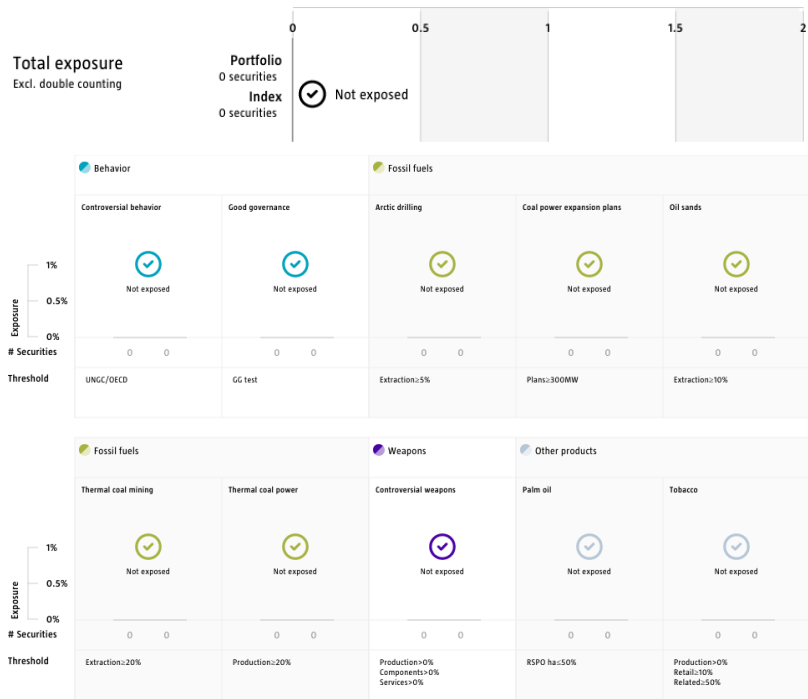 0 0.5 1 1.5 2
Total exposure
Excl. double counting
Portfolio
0 securities
Index
0 securities
Not exposed
Behavior Fossil fuels
Controversial behavior Good governance Arctic drilling Coal power expansion plans Oil sands
Exposure
1%
0.5%
0%
Not exposed Not exposed Not exposed Not exposed Not exposed
# Securities 0 0 0 0 0 0 0 0 0 0
Threshold UNGC/OECD GG test Extraction≥5% Plans≥300MW Extraction≥10%
Fossil fuels Weapons Other products
Thermal coal mining Thermal coal power Controversial weapons Palm oil Tobacco
Exposure
1%
0.5%
0%
Not exposed Not exposed Not exposed Not exposed Not exposed
# Securities 0 0 0 0 0 0 0 0 0 0
Threshold Extraction≥20% Production≥20% Production>0% RSPO ha≤50% Production>0%
Components>0% Retail≥10%
Services>0% Related≥50%